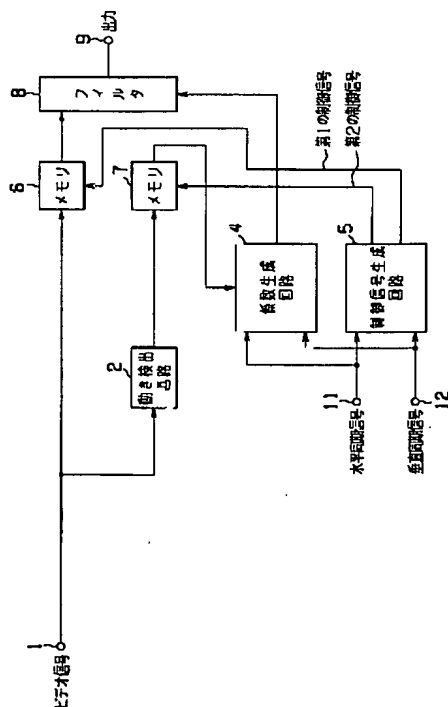 1
ビデオ信号
2
動き検出
回路
6
メモリ
7
メモリ
8
フィルタ
9
出力
第1の制御信号
第2の制御信号
4
係数生成
回路
5
制御信号生成
回路
11
水平同期信号
12
垂直同期信号